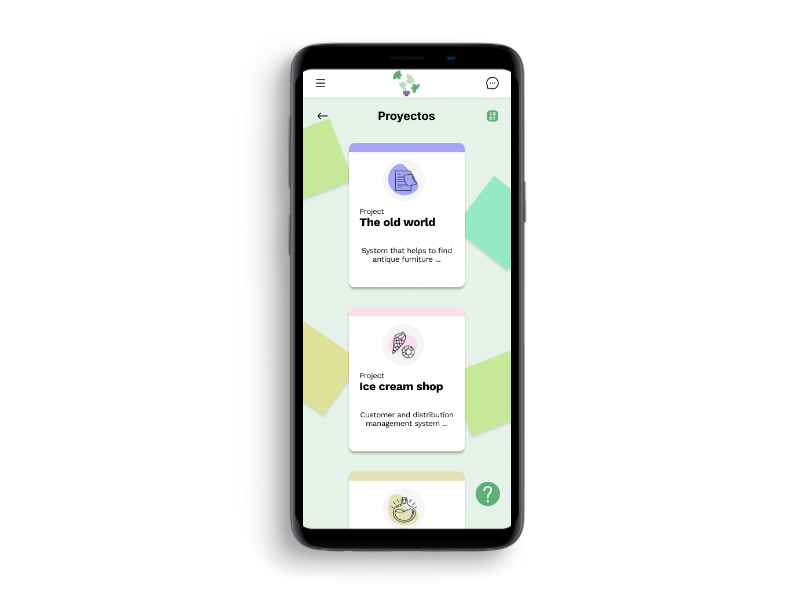 Proyectos
Project
The old world
System that helps to find
antique furniture ...
Project
Ice cream shop
Customer and distribution
management system ...
?